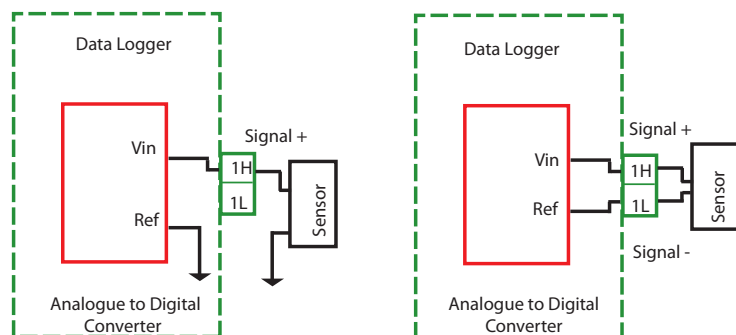 Data Logger
Signal +
Vin
1H
1L
Ref
Sensor
Analogue to Digital
Converter
Data Logger
Signal +
Vin
1H
Ref
1L
Sensor
Signal -
Analogue to Digital
Converter